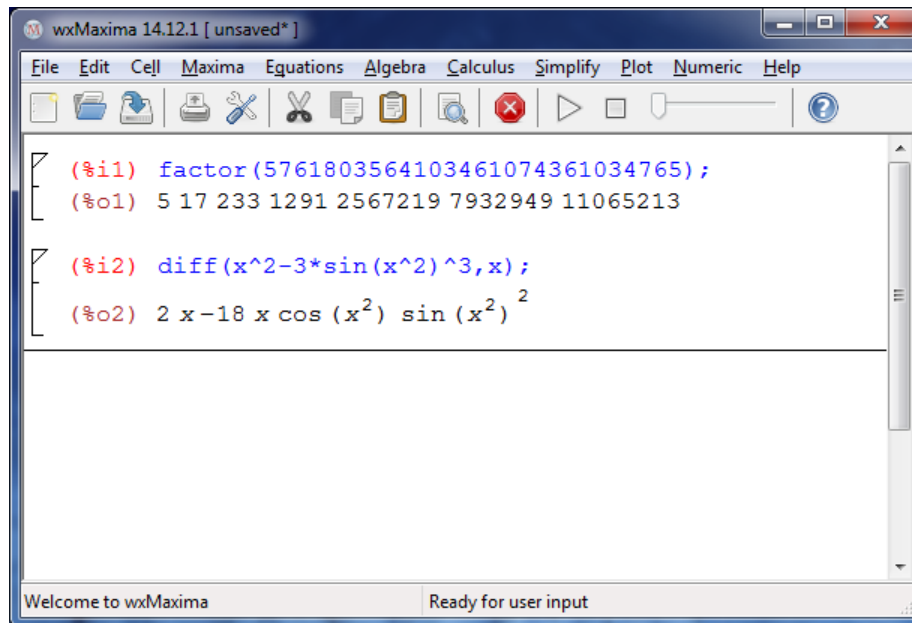 wxMaxima 14.12.1 [ unsaved* ]
File Edit Cell Maxima Equations Algebra Calculus Simplify Plot Numeric Help
(%i1) factor(5761803564103461074361034765);
(%o1) 5 17 233 1291 2567219 7932949 11065213
(%i2) diff(x^2-3*sin(x^2)^3,x);
(%o2) 2 x-18 x cos (x²) sin (x²)²
Welcome to wxMaxima Ready for user input